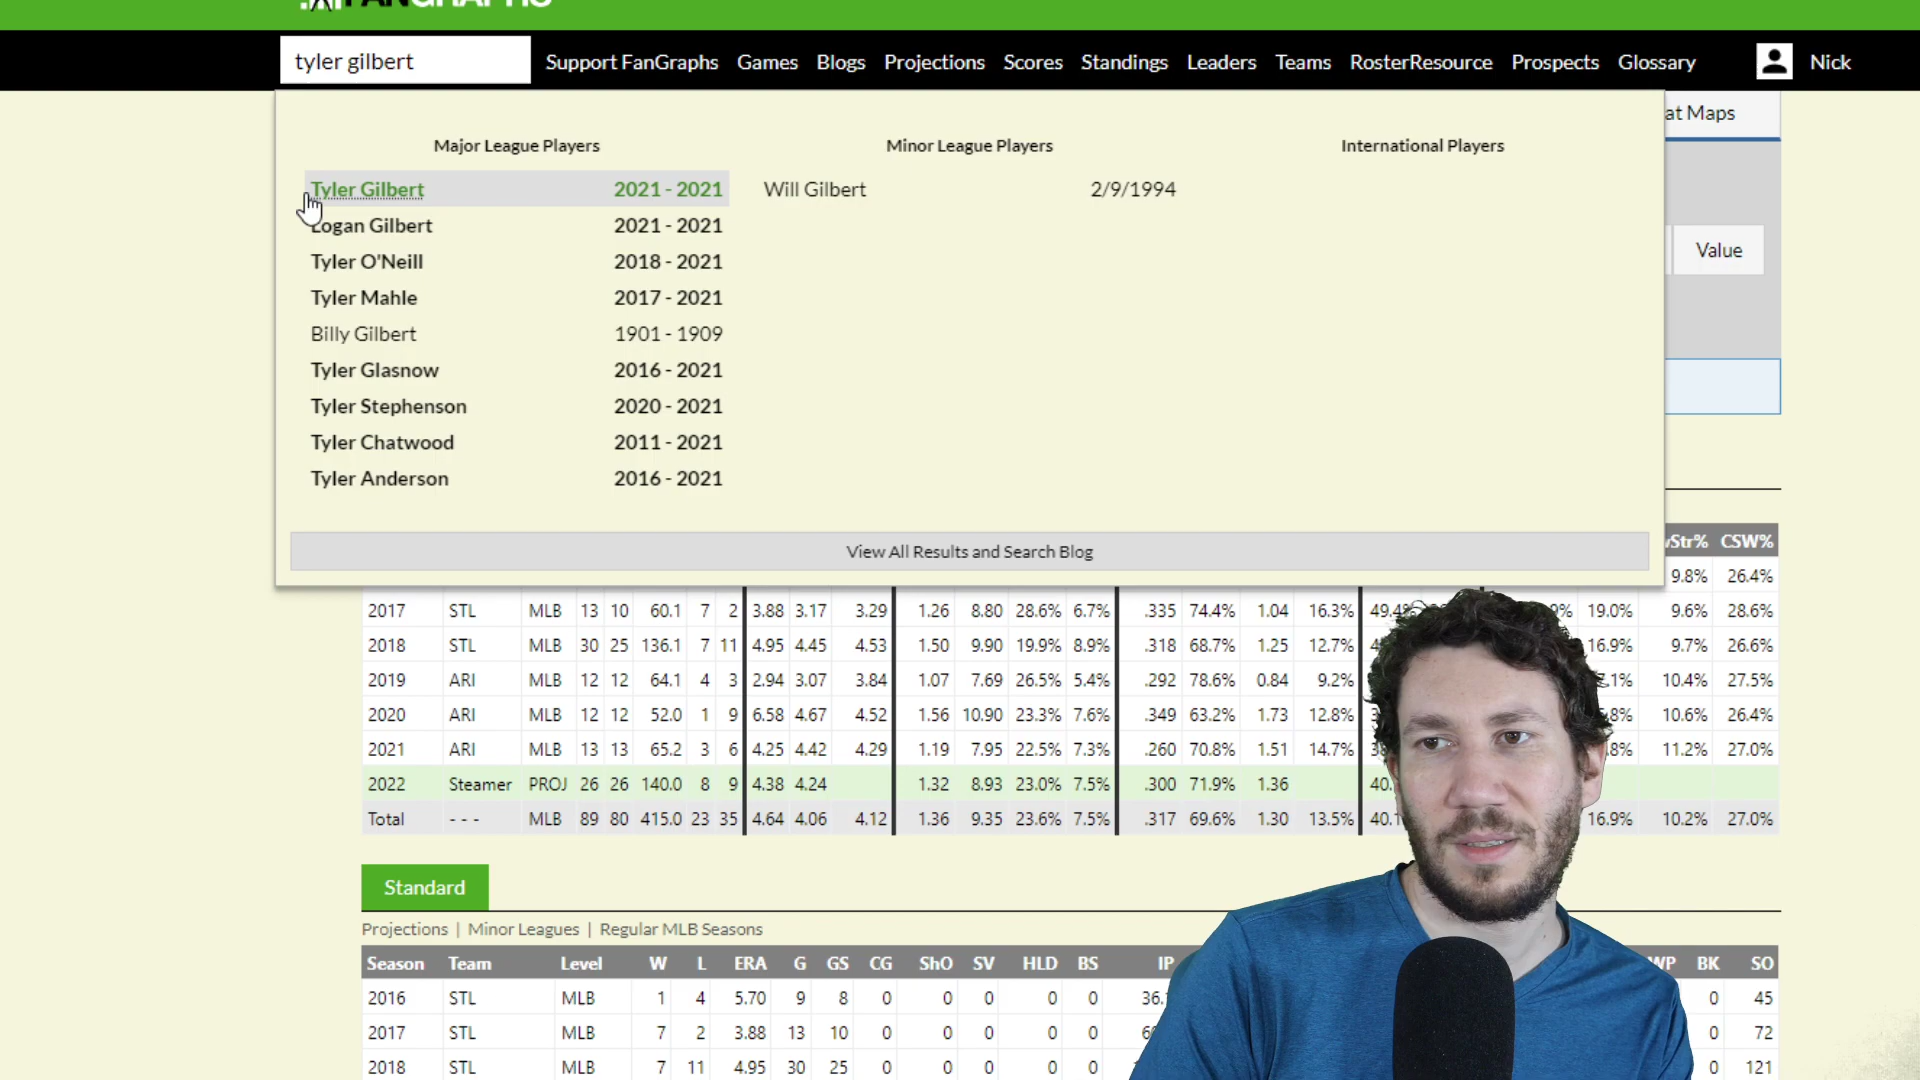 FANGRAPHS
tyler gilbert Support FanGraphs Games Blogs Projections Scores Standings Leaders Teams RosterResource Prospects Glossary Nick
at Maps
Major League Players Minor League Players International Players
Tyler Gilbert 2021 - 2021 Will Gilbert 2/9/1994
Logan Gilbert 2021 - 2021
Value
Tyler O'Neill 2018 - 2021
Tyler Mahle 2017 - 2021
Billy Gilbert 1901 - 1909
Tyler Glasnow 2016 - 2021
Tyler Stephenson 2020 - 2021
Tyler Chatwood 2011 - 2021
Tyler Anderson 2016 - 2021
View All Results and Search Blog
Str% CSW%
9.8% 26.4%
2017 STL MLB 13 10 60.1 7 2 3.88 3.17 3.29 1.26 8.80 28.6% 6.7% .335 74.4% 1.04 16.3% 49.4% 19.0% 9.6% 28.6%
2018 STL MLB 30 25 136.1 7 11 4.95 4.45 4.53 1.50 9.90 19.9% 8.9% .318 68.7% 1.25 12.7% 16.9% 9.7% 26.6%
2019 ARI MLB 12 12 64.1 4 3 2.94 3.07 3.84 1.07 7.69 26.5% 5.4% .292 78.6% 0.84 9.2% .1% 10.4% 27.5%
2020 ARI MLB 12 12 52.0 1 9 6.58 4.67 4.52 1.56 10.90 23.3% 7.6% .349 63.2% 1.73 12.8% .8% 10.6% 26.4%
2021 ARI MLB 13 13 65.2 3 6 4.25 4.42 4.29 1.19 7.95 22.5% 7.3% .260 70.8% 1.51 14.7% .8% 11.2% 27.0%
2022 Steamer PROJ 26 26 140.0 8 9 4.38 4.24 1.32 8.93 23.0% 7.5% .300 71.9% 1.36 40.
Total - - - MLB 89 80 415.0 23 35 4.64 4.06 4.12 1.36 9.35 23.6% 7.5% .317 69.6% 1.30 13.5% 40.1 16.9% 10.2% 27.0%
Standard
Projections | Minor Leagues | Regular MLB Seasons
Season Team Level W L ERA G GS CG ShO SV HLD BS IP WP BK SO
2016 STL MLB 1 4 5.70 9 8 0 0 0 0 0 36. 0 45
2017 STL MLB 7 2 3.88 13 10 0 0 0 0 0 0 72
2018 STL MLB 7 11 4.95 30 25 0 0 0 0 0 0 121